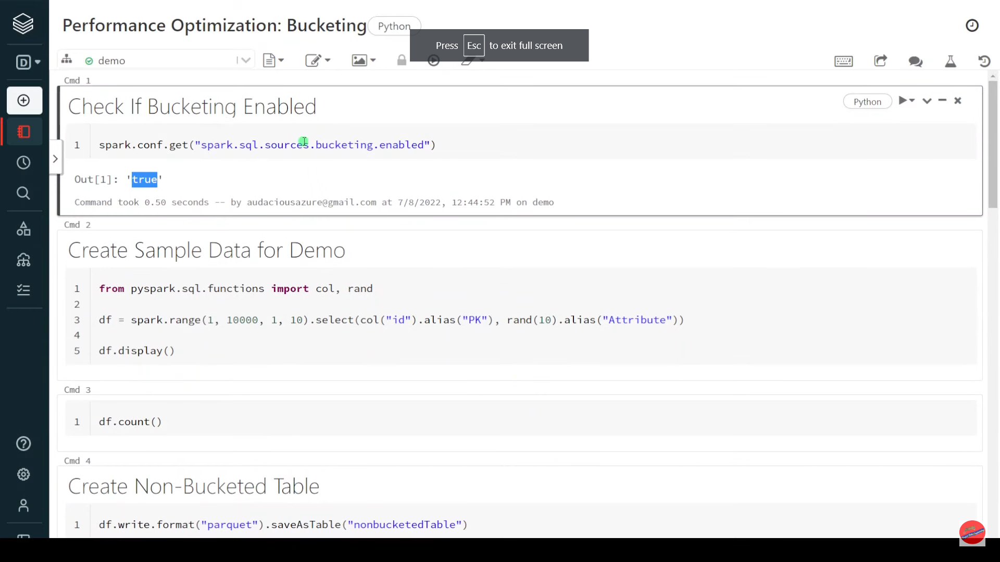 Performance Optimization: Bucketing Python
Press Esc to exit full screen
D
demo
Cmd 1
Check If Bucketing Enabled
Python
1 spark.conf.get("spark.sql.sources.bucketing.enabled")
Out[1]: 'true'
Command took 0.50 seconds -- by audaciousazure@gmail.com at 7/8/2022, 12:44:52 PM on demo
Cmd 2
Create Sample Data for Demo
1 from pyspark.sql.functions import col, rand
2
3 df = spark.range(1, 10000, 1, 10).select(col("id").alias("PK"), rand(10).alias("Attribute"))
4
5 df.display()
Cmd 3
1 df.count()
Cmd 4
Create Non-Bucketed Table
1 df.write.format("parquet").saveAsTable("nonbucketedTable")